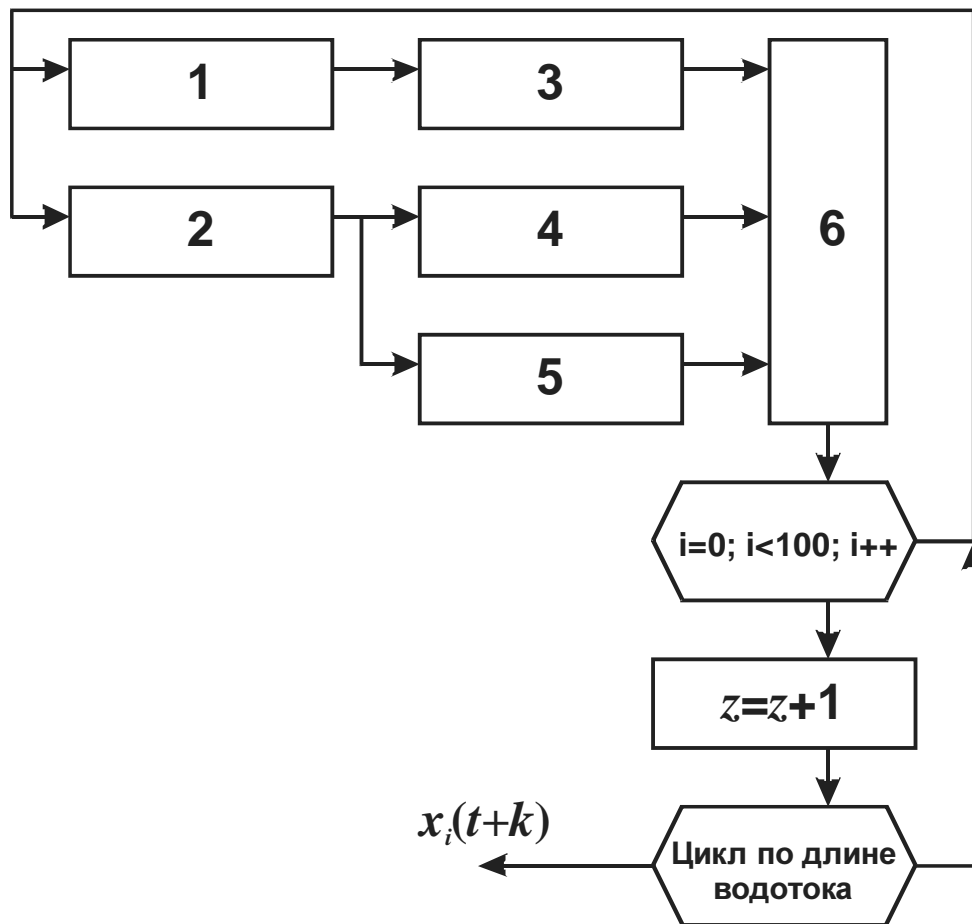 1
3
2
4
6
5
i=0; i<100; i++
z=z+1
xᵢ(t+k)
Цикл по длине
водотока